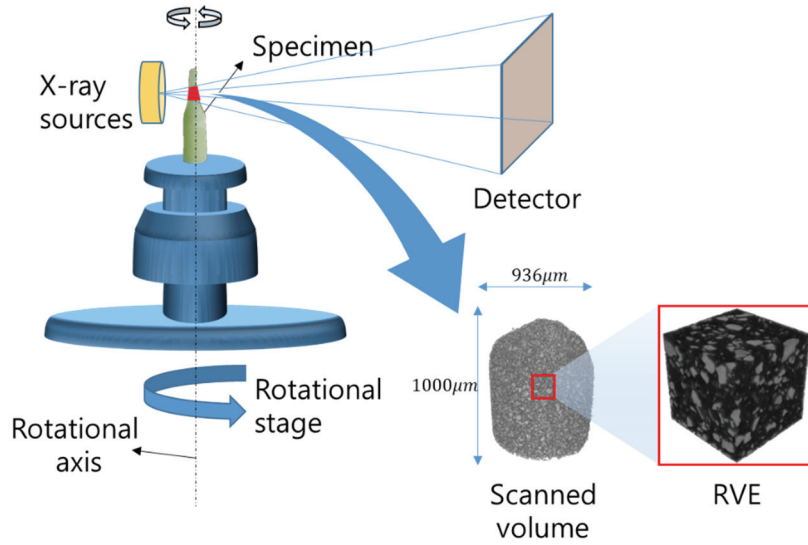 Specimen
X-ray
sources
Detector
936μm
1000μm
Rotational
stage
Rotational
axis
Scanned
volume
RVE